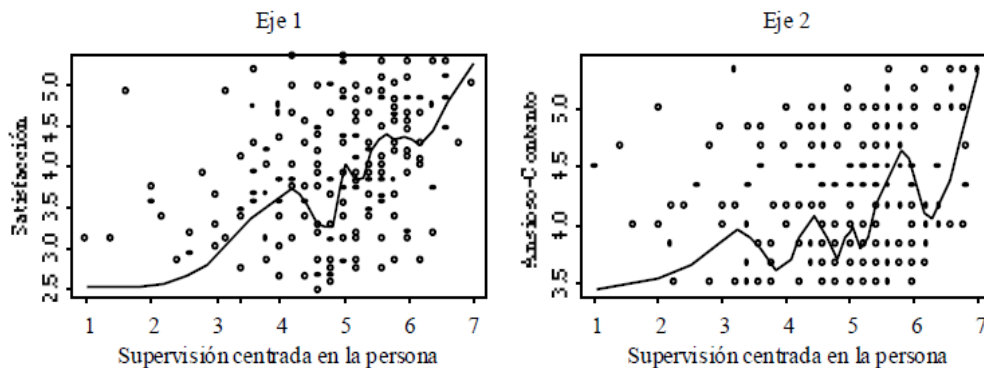 Eje 1
Satisfacción
5.0
4.5
4.0
3.5
3.0
2.5
1 2 3 4 5 6 7
Supervisión centrada en la persona
Eje 2
Ansioso-Contento
5.0
4.5
4.0
3.5
1 2 3 4 5 6 7
Supervisión centrada en la persona